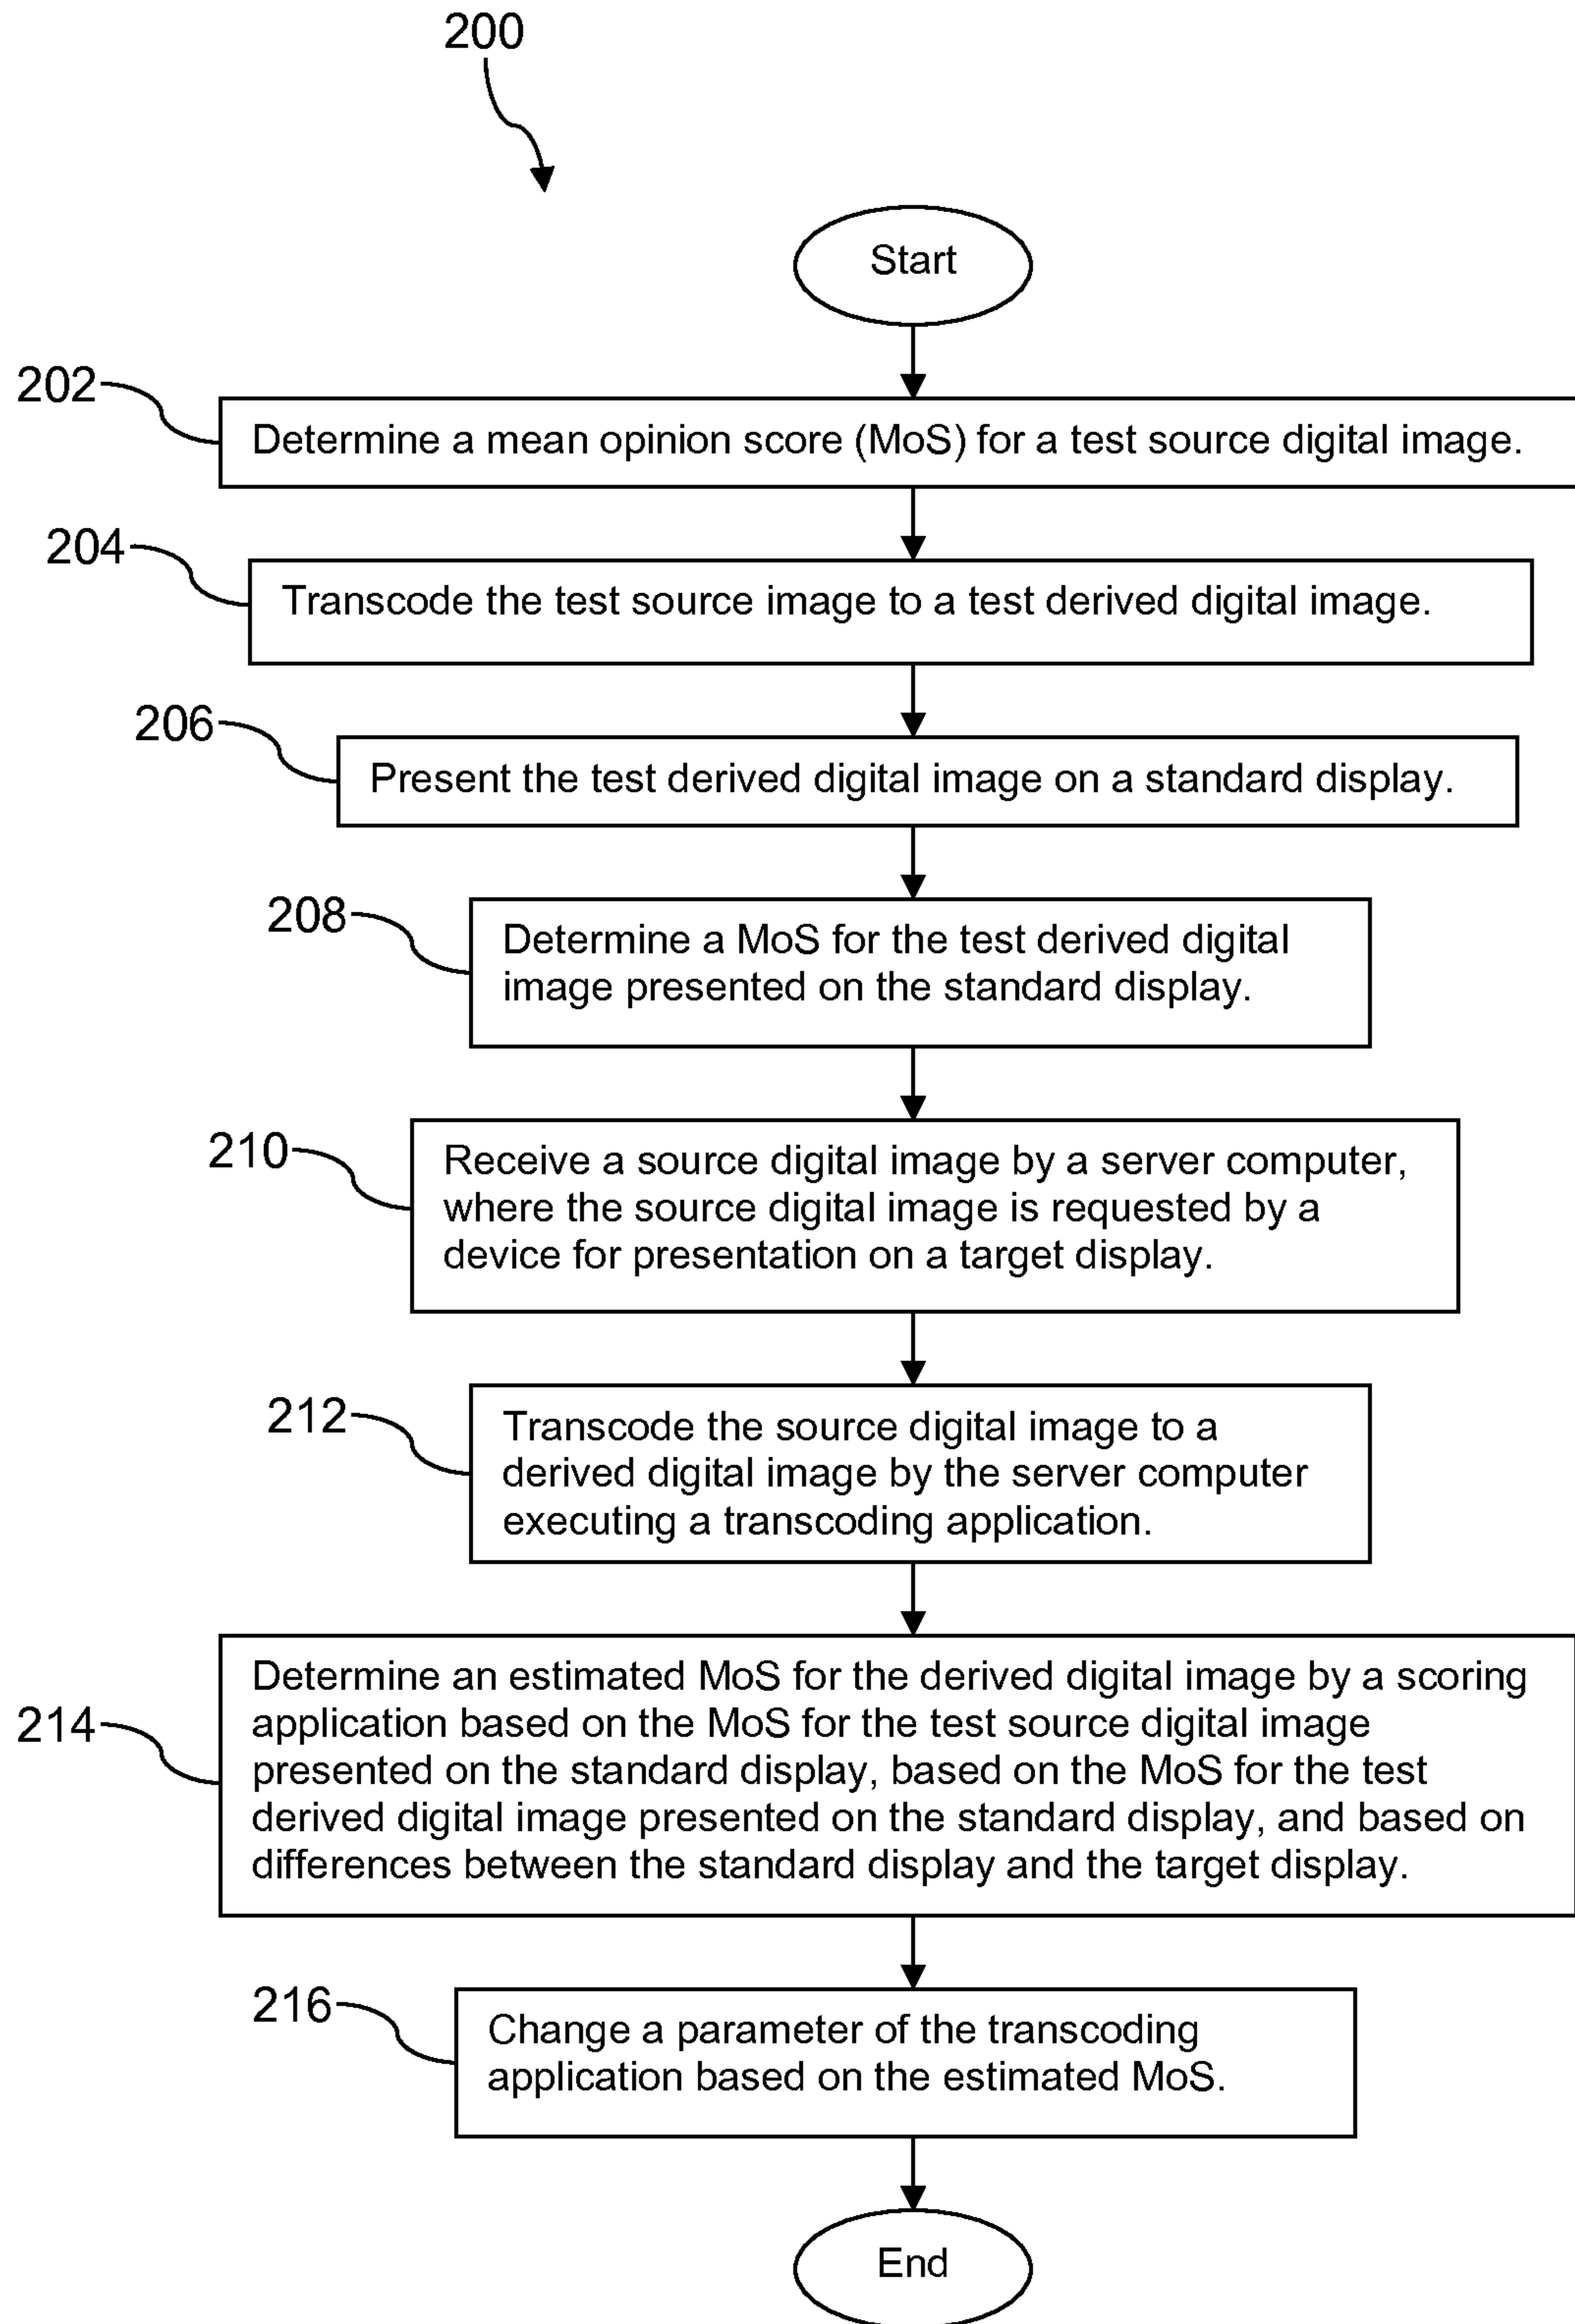 200
Start
202
Determine a mean opinion score (MoS) for a test source digital image.
204
Transcode the test source image to a test derived digital image.
206
Present the test derived digital image on a standard display.
208
Determine a MoS for the test derived digital
image presented on the standard display.
210
Receive a source digital image by a server computer,
where the source digital image is requested by a
device for presentation on a target display.
212
Transcode the source digital image to a
derived digital image by the server computer
executing a transcoding application.
214
Determine an estimated MoS for the derived digital image by a scoring
application based on the MoS for the test source digital image
presented on the standard display, based on the MoS for the test
derived digital image presented on the standard display, and based on
differences between the standard display and the target display.
216
Change a parameter of the transcoding
application based on the estimated MoS.
End